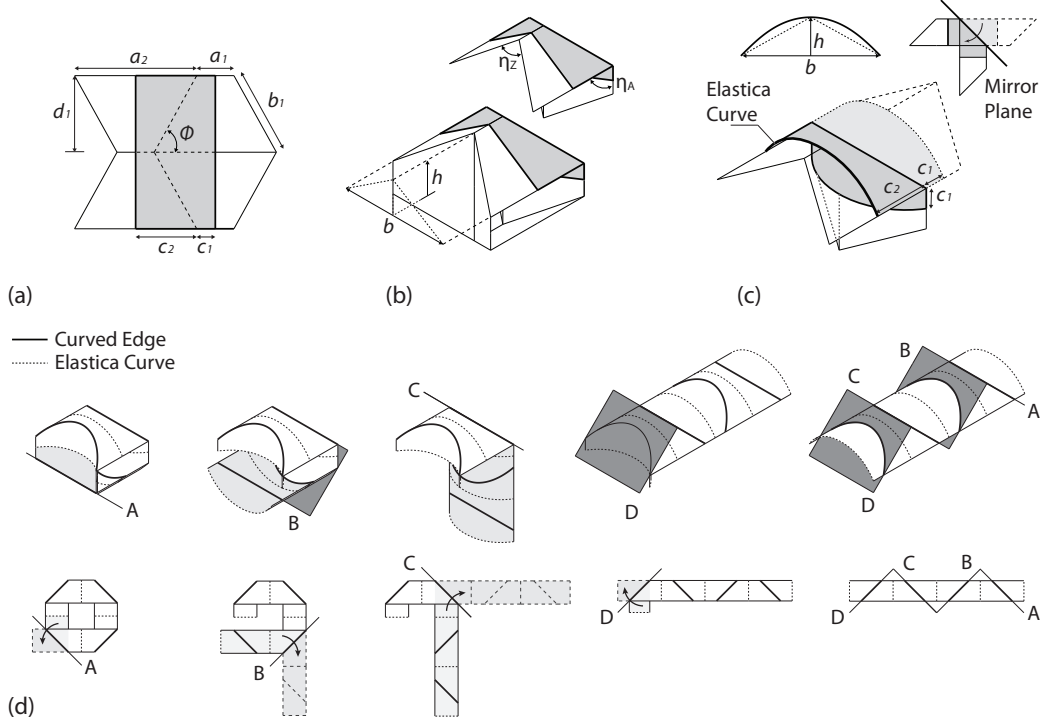 a2
a1
d1
Φ
b1
c2
c1
(a)
ηZ
ηA
h
b
(b)
h
b
Elastica
Curve
Mirror
Plane
c1
c2
c1
(c)
Curved Edge
Elastica Curve
A
B
C
D
B
C
A
D
A
B
C
D
C
B
D
A
(d)